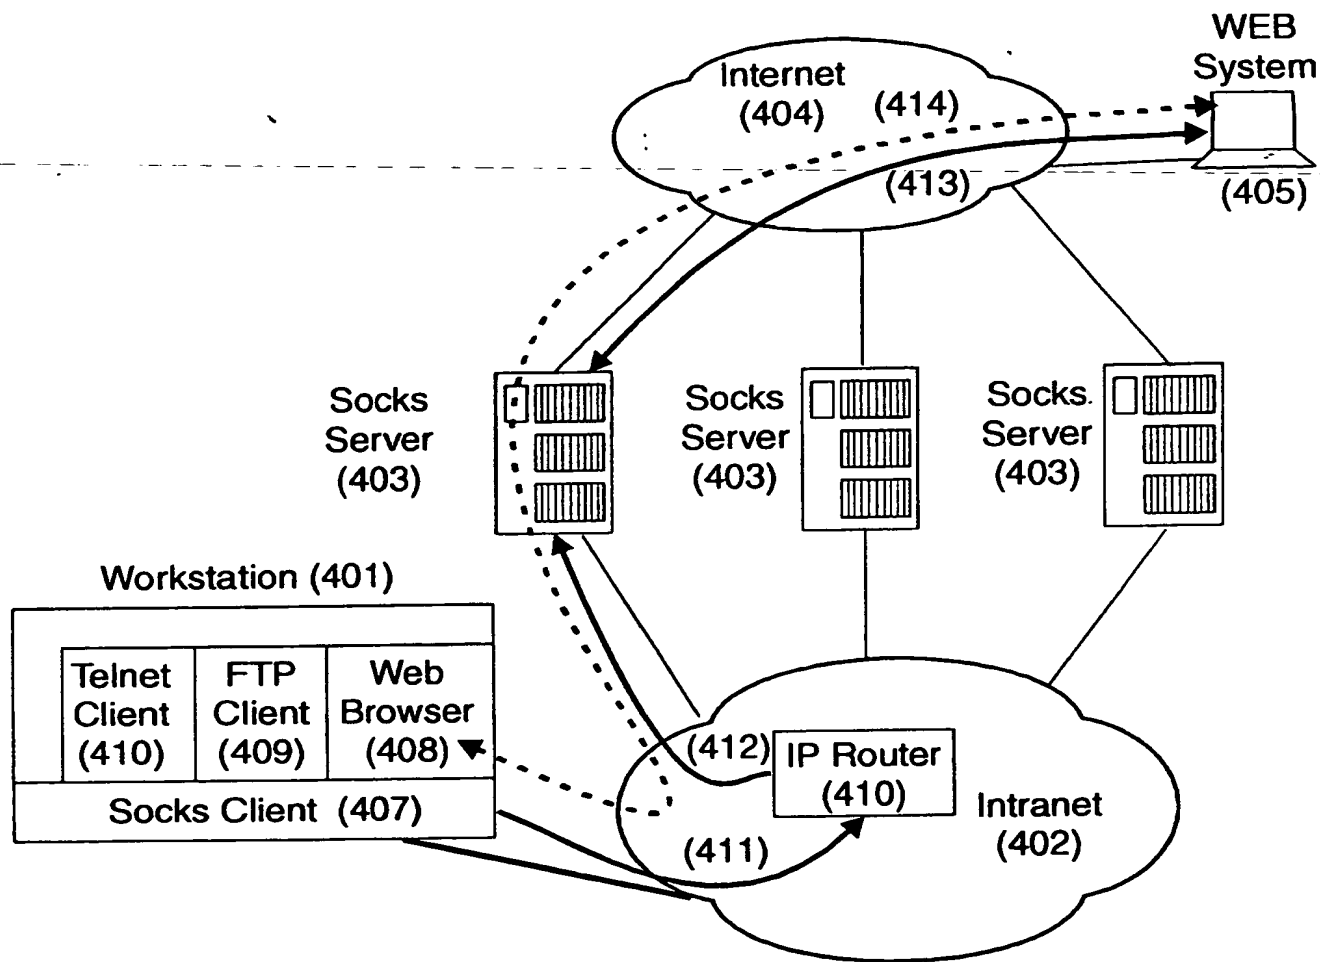 WEB
System
(405)
Internet
(404)
(414)
(413)
Socks
Server
(403)
Socks
Server
(403)
Socks.
Server
(403)
Workstation (401)
Telnet
Client
(410)
FTP
Client
(409)
Web
Browser
(408)
Socks Client (407)
(412)
IP Router
(410)
(411)
Intranet
(402)